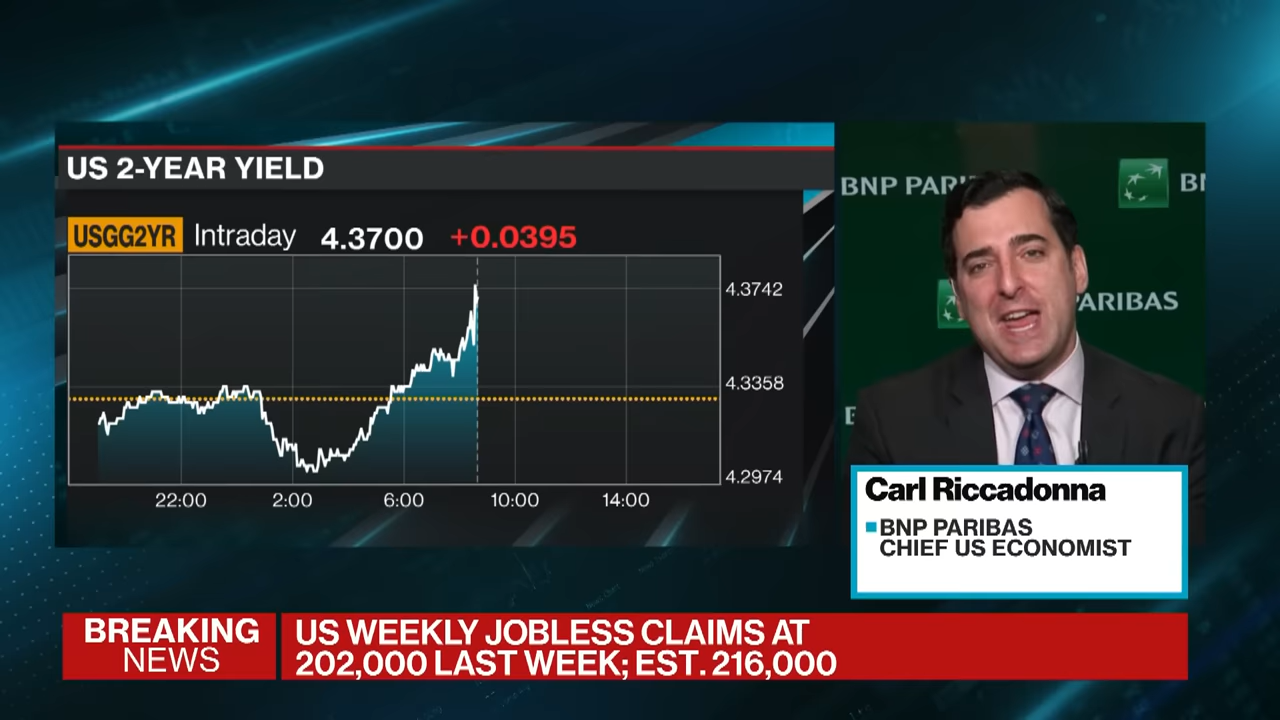 US 2-YEAR YIELD
USGG2YR Intraday 4.3700 +0.0395
4.3742
4.3358
4.2974
22:00 2:00 6:00 10:00 14:00
BNP PARI
BN
PARIBAS
Carl Riccadonna
BNP PARIBAS
CHIEF US ECONOMIST
BREAKING
NEWS
US WEEKLY JOBLESS CLAIMS AT
202,000 LAST WEEK; EST. 216,000